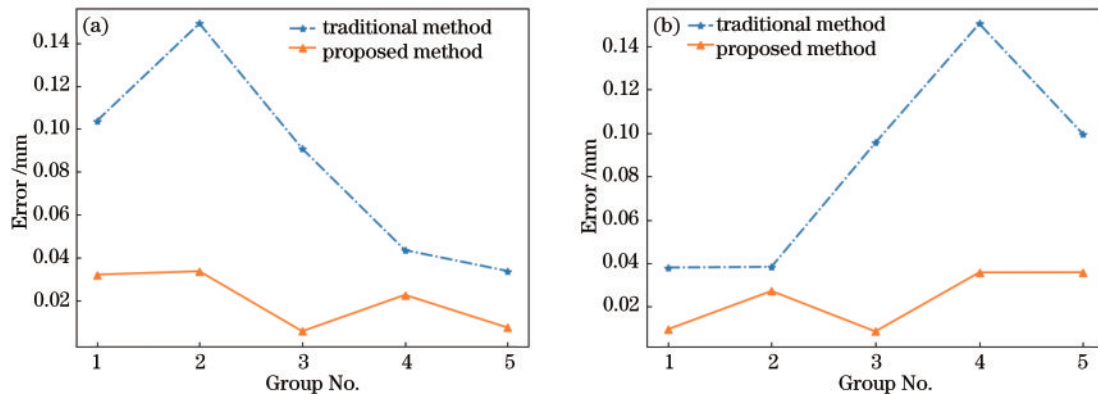 (a)
traditional method
proposed method
0.14
0.12
0.10
0.08
0.06
0.04
0.02
Error /mm
1 2 3 4 5
Group No.
(b)
traditional method
proposed method
0.14
0.12
0.10
0.08
0.06
0.04
0.02
Error /mm
1 2 3 4 5
Group No.